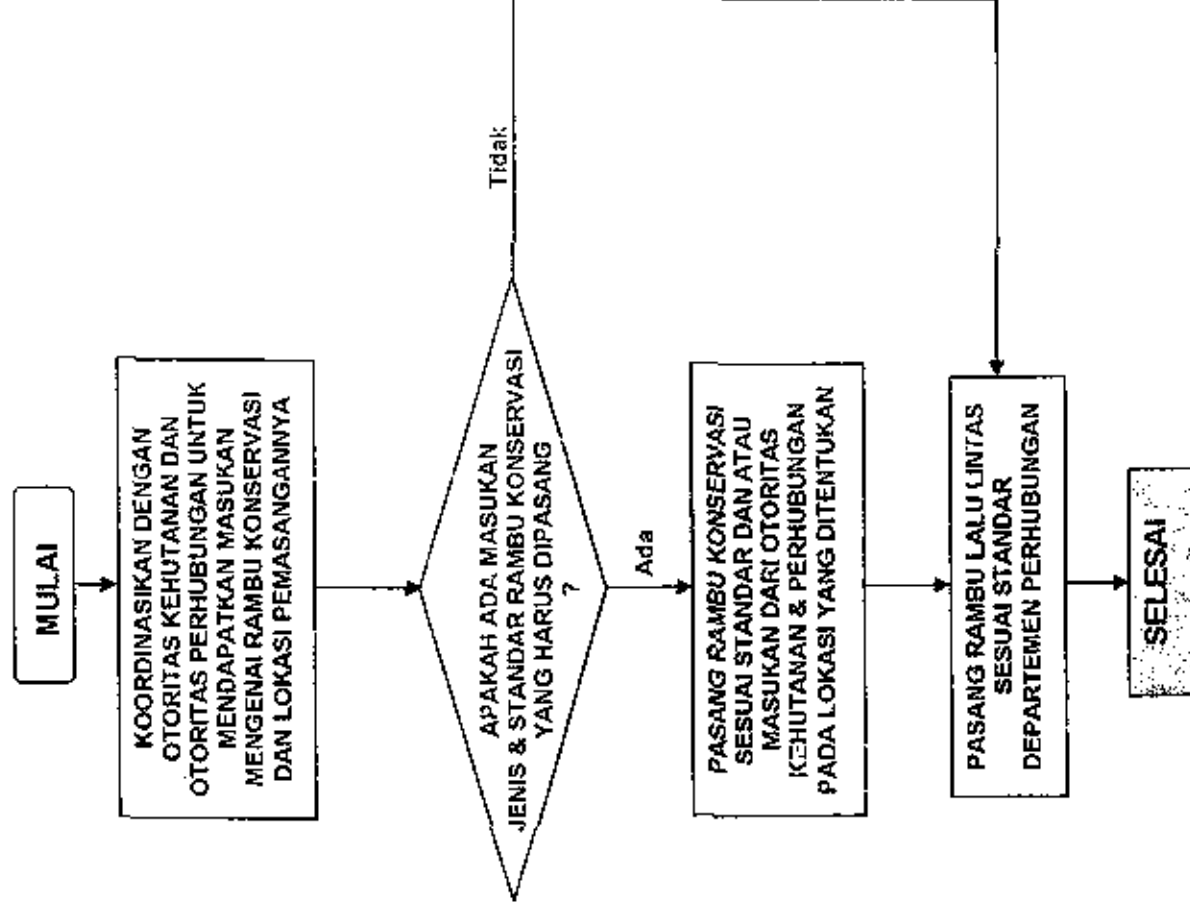 MULAI
KOORDINASIKAN DENGAN
OTORITAS KEHUTANAN DAN
OTORITAS PERHUBUNGAN UNTUK
MENDAPATKAN MASUKAN
MENGENAI RAMBU KONSERVASI
DAN LOKASI PEMASANGANNYA
APAKAH ADA MASUKAN
JENIS & STANDAR RAMBU KONSERVASI
YANG HARUS DIPASANG
?
Tidak
Ada
PASANG RAMBU KONSERVASI
SESUAI STANDAR DAN ATAU
MASUKAN DARI OTORITAS
KEHUTANAN & PERHUBUNGAN
PADA LOKASI YANG DITENTUKAN
PASANG RAMBU LALU LINTAS
SESUAI STANDAR
DEPARTEMEN PERHUBUNGAN
SELESAI